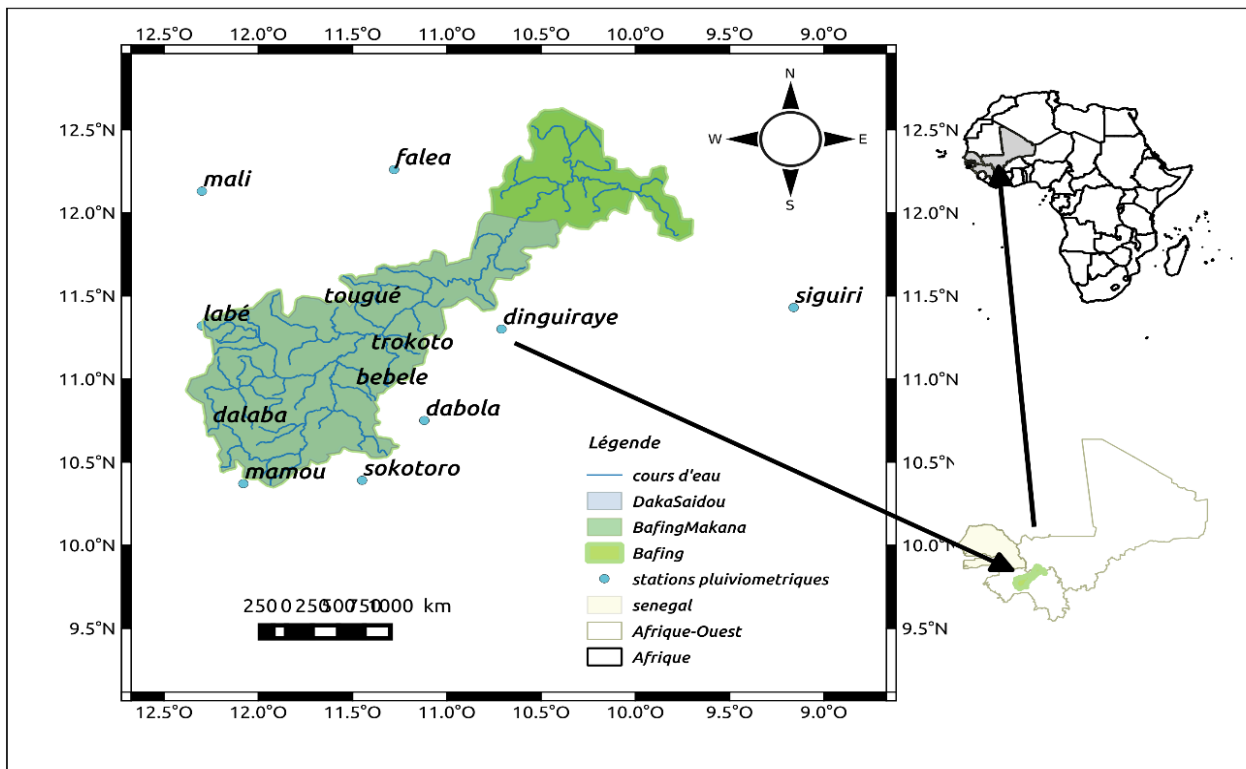 12.5°O 12.0°O 11.5°O 11.0°O 10.5°O 10.0°O 9.5°O 9.0°O
N
W E
S
12.5°N 12.5°N
12.0°N 12.0°N
11.5°N 11.5°N
11.0°N 11.0°N
10.5°N 10.5°N
10.0°N 10.0°N
9.5°N 9.5°N
falea
mali
tougué
siguiri
labé
dinguiraye
trokoto
bebele
dabola
dalaba
mamou
sokotoro
Légende
cours d'eau
DakaSaidou
BafingMakana
Bafing
stations pluiviometriques
senegal
Afrique-Ouest
Afrique
250 0 250 500 750 1000 km
12.5°O 12.0°O 11.5°O 11.0°O 10.5°O 10.0°O 9.5°O 9.0°O